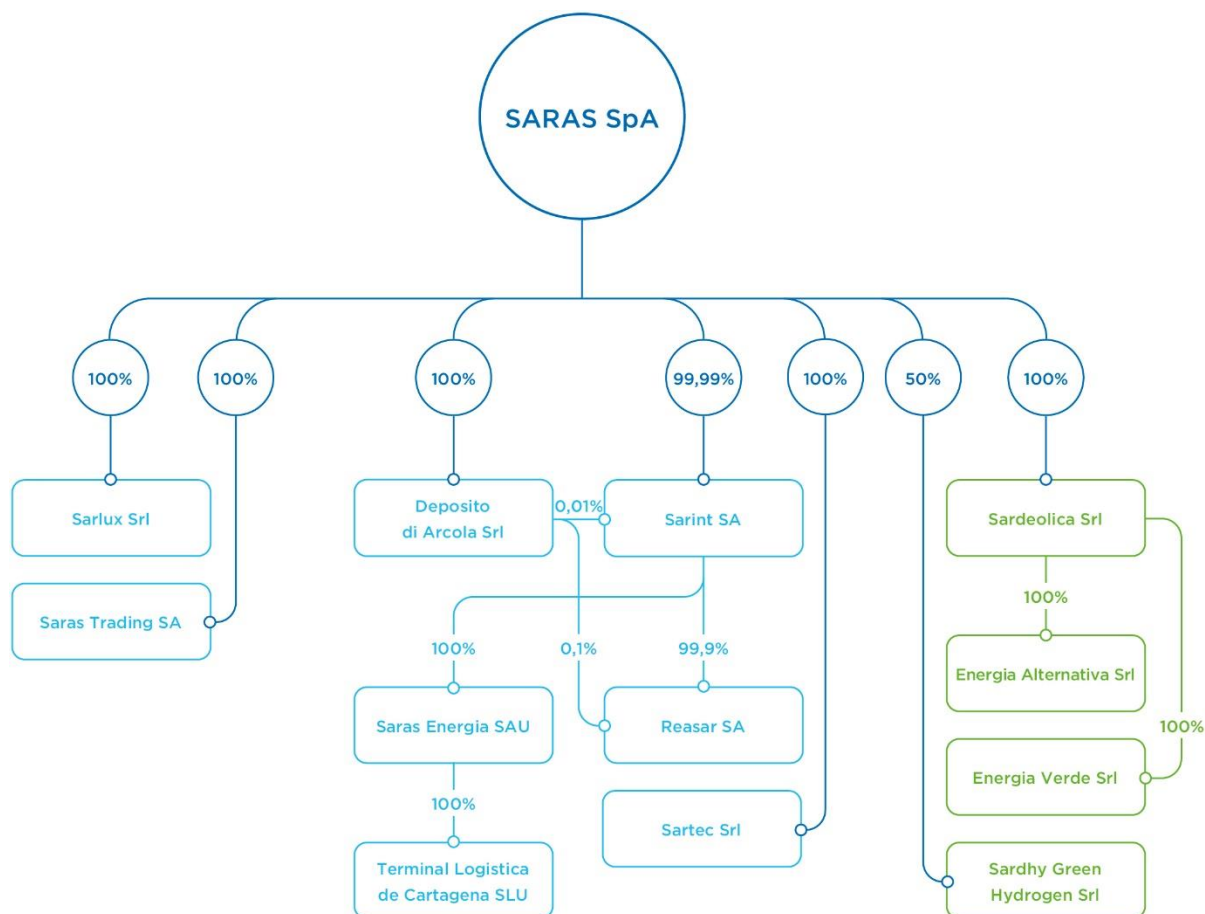 SARAS SpA
100%
100%
100%
99,99%
100%
50%
100%
Sarlux Srl
Deposito
di Arcola Srl
0,01%
Sarint SA
Sardeolica Srl
Saras Trading SA
100%
0,1%
99,9%
100%
Energia Alternativa Srl
Saras Energia SAU
Reasar SA
100%
Energia Verde Srl
100%
Sartec Srl
Terminal Logistica
de Cartagena SLU
Sardhy Green
Hydrogen Srl